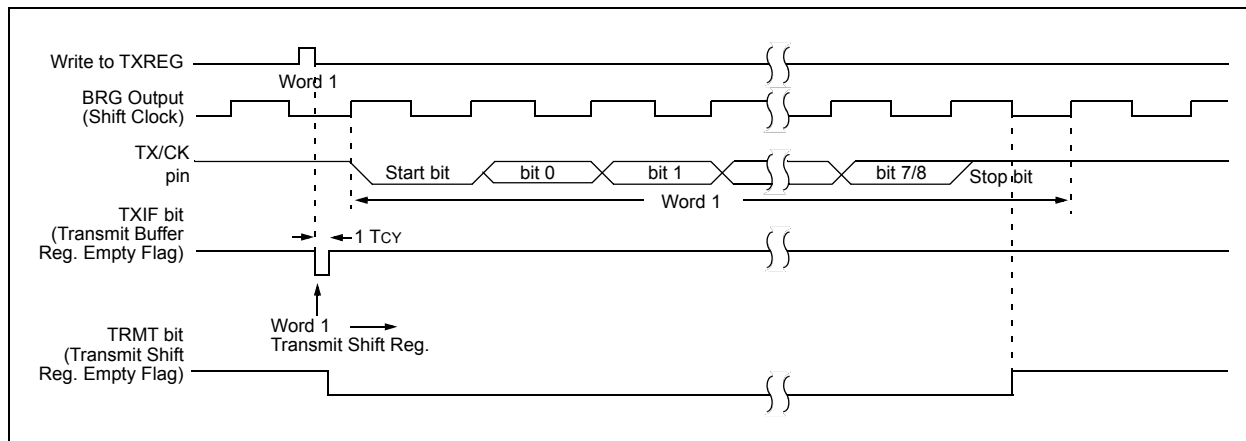 Write to TXREG
Word 1
BRG Output
(Shift Clock)
TX/CK
pin
Start bit
bit 0
bit 1
bit 7/8
Stop bit
Word 1
TXIF bit
(Transmit Buffer
Reg. Empty Flag)
1 TCY
Word 1
Transmit Shift Reg.
TRMT bit
(Transmit Shift
Reg. Empty Flag)